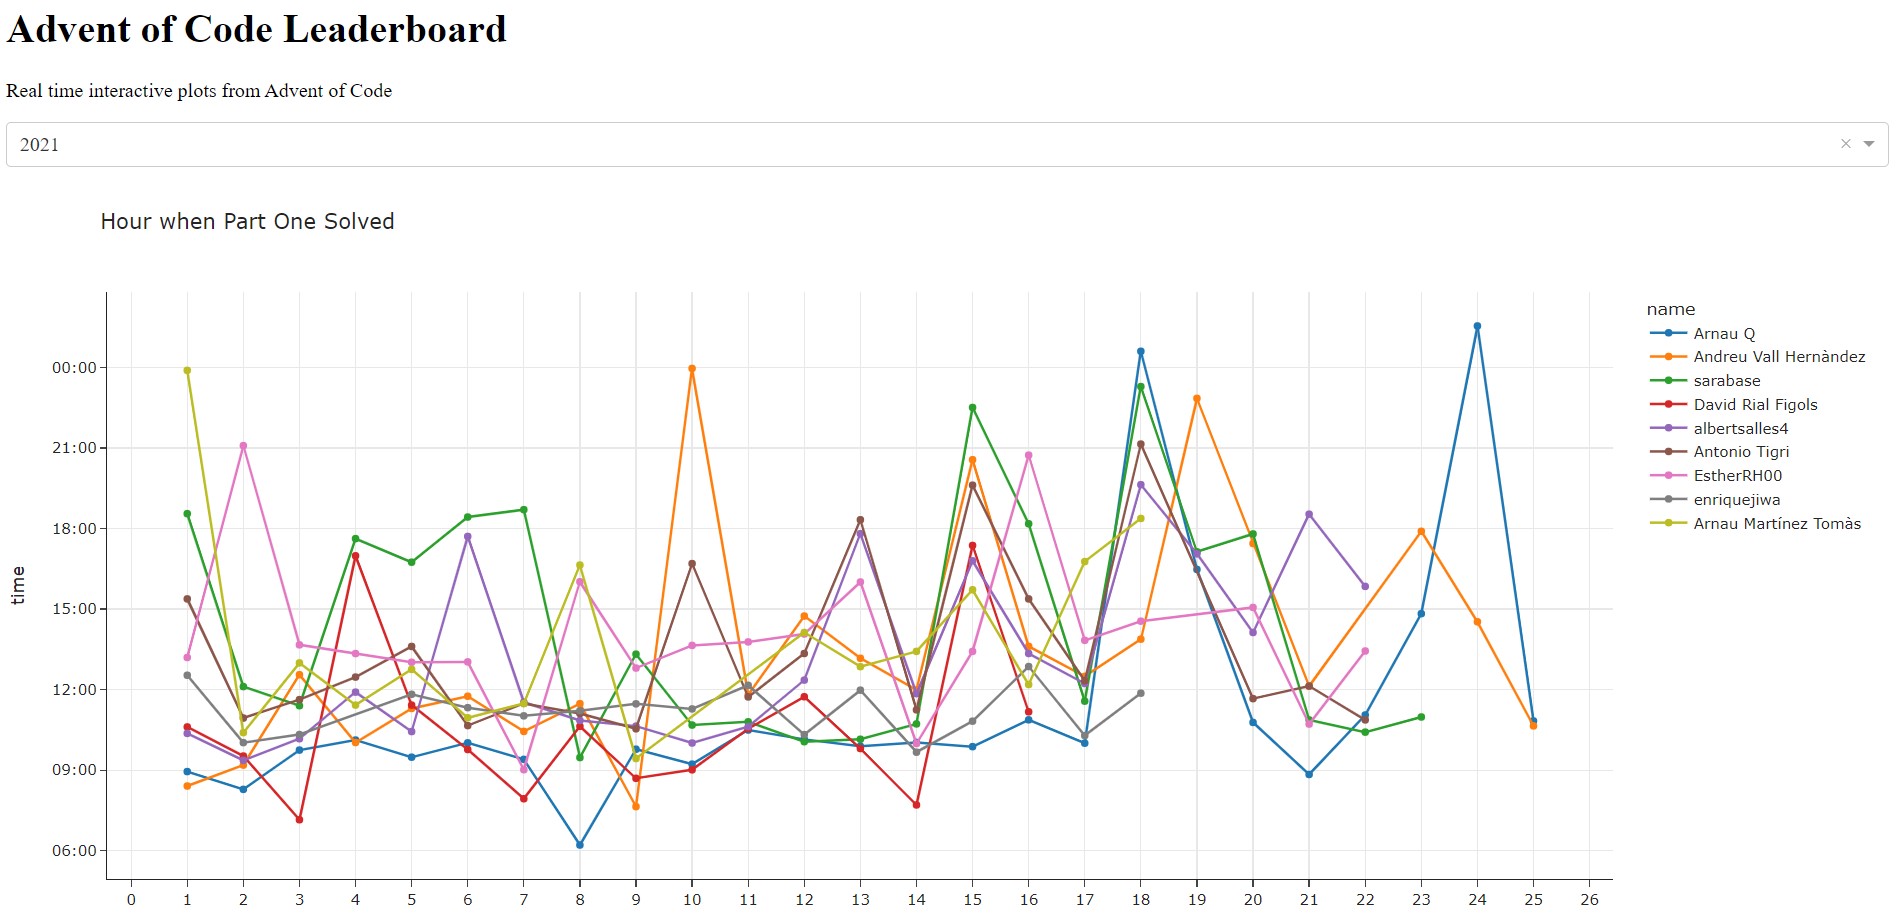 Advent of Code Leaderboard
Real time interactive plots from Advent of Code
2021
Hour when Part One Solved
time
00:00
21:00
18:00
15:00
12:00
09:00
06:00
0 1 2 3 4 5 6 7 8 9 10 11 12 13 14 15 16 17 18 19 20 21 22 23 24 25 26
name
Arnau Q
Andreu Vall Hernàndez
sarabase
David Rial Figols
albertsalles4
Antonio Tigri
EstherRH00
enriquejiwa
Arnau Martínez Tomàs